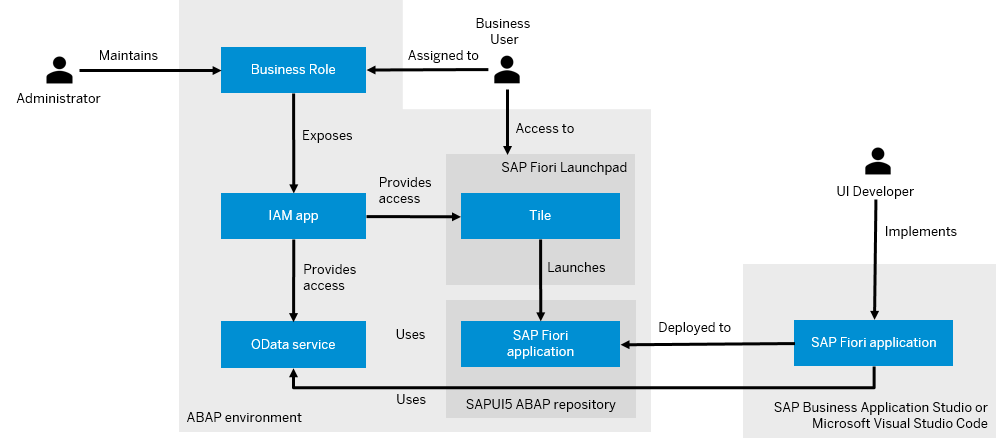 Business
User
Maintains
Assigned to
Business Role
Administrator
Exposes
Access to
SAP Fiori Launchpad
Provides
access
UI Developer
IAM app
Tile
Implements
Provides
access
Launches
Uses
Deployed to
OData service
SAP Fiori
application
SAP Fiori application
Uses
SAPUI5 ABAP repository
ABAP environment
SAP Business Application Studio or
Microsoft Visual Studio Code